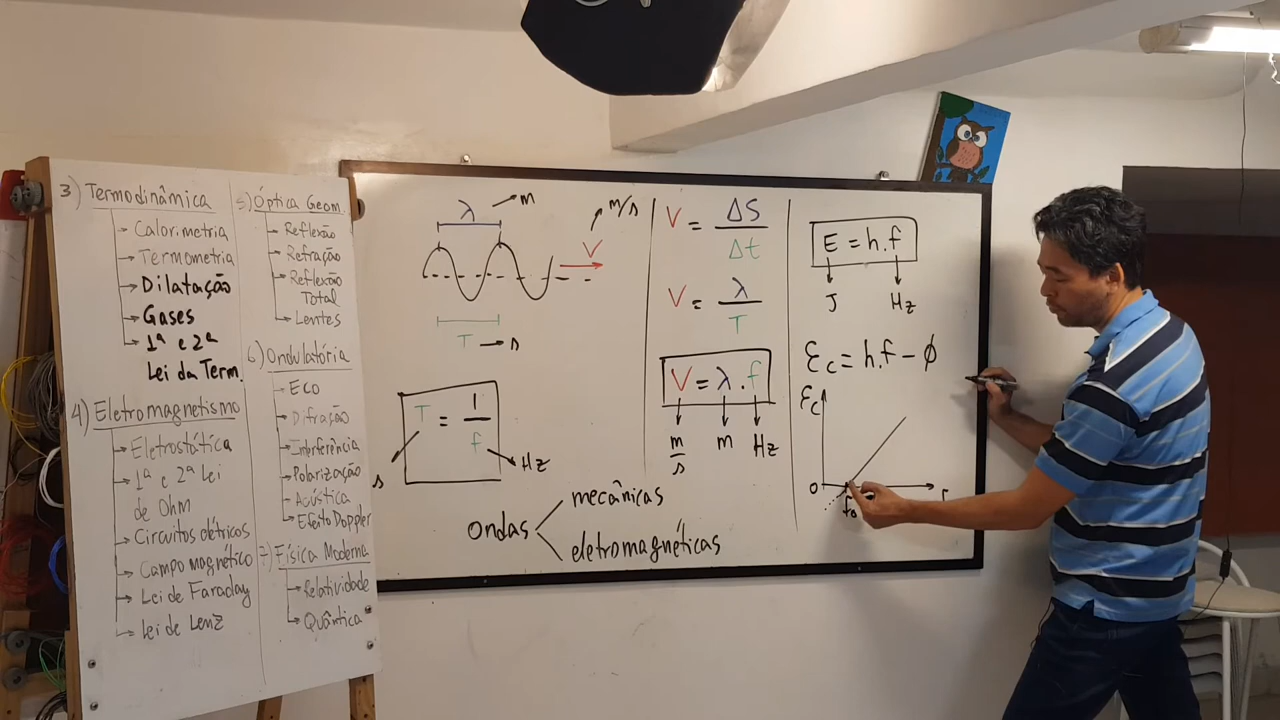 3) Termodinâmica
Calorimetria
Termometria
Dilatação
Gases
1ª e 2ª
Lei da Term.
4) Eletromagnetismo
Eletrostática
1ª e 2ª Lei
de Ohm
Circuitos elétricos
Campo magnético
Lei de Faraday
Lei de Lenz
5) Óptica Geom.
Reflexão
Refração
Reflexão
Total
Lentes
6) Ondulatória
Eco
Difração
Interferência
Polarização
Acústica
Efeito Doppler
7) Física Moderna
Relatividade
Quântica
λ → m
m/s
V
T → s
T = 1/f
s
Hz
Ondas
mecânicas
eletromagnéticas
V = ΔS/Δt
V = λ/T
V = λ . f
m/s m Hz
E = h.f
J Hz
Ec = h.f - ϕ
Ec
0
f₀